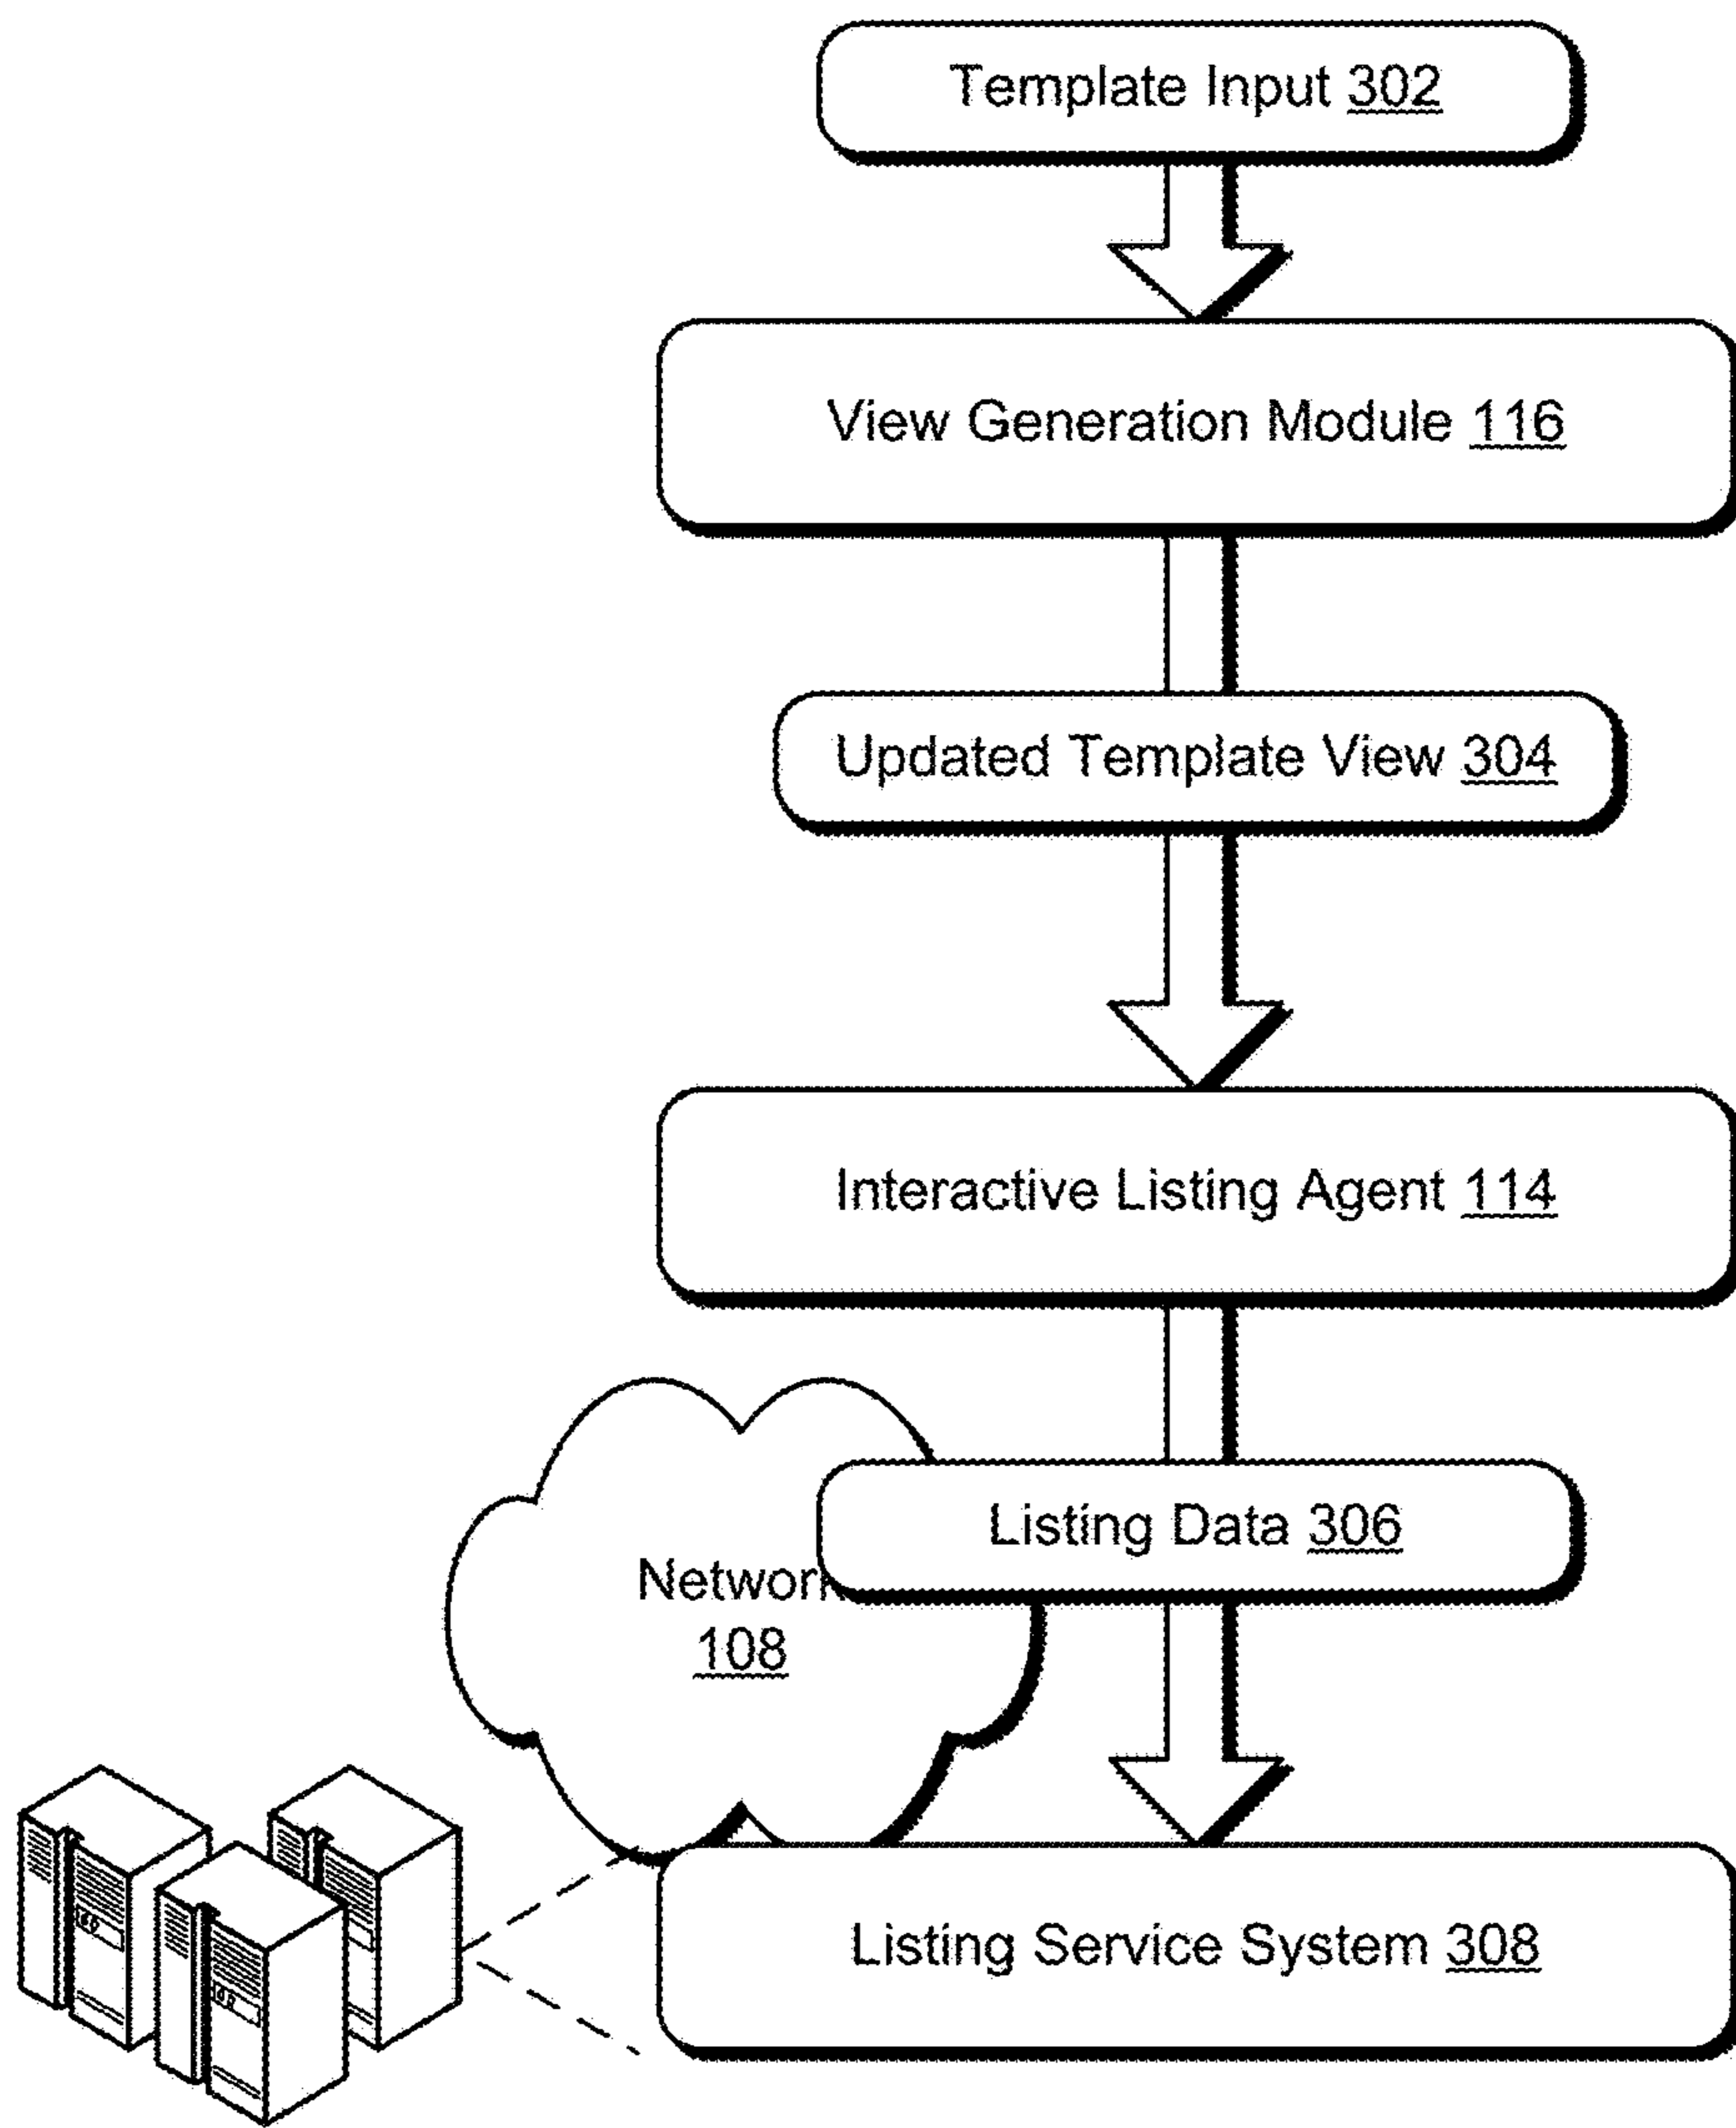 Template Input 302
View Generation Module 116
Updated Template View 304
Interactive Listing Agent 114
Listing Data 306
Network
108
Listing Service System 308